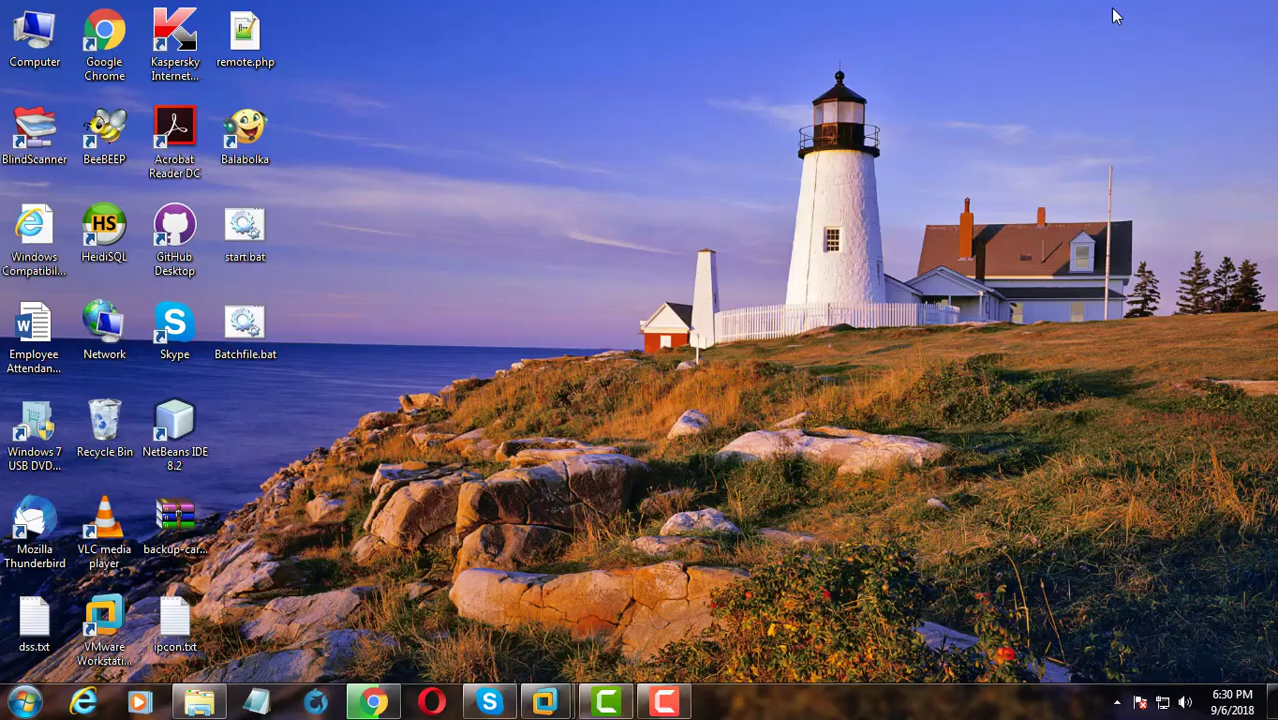 Computer
Google
Chrome
Kaspersky
Internet...
remote.php
BlindScanner
BeeBEEP
Acrobat
Reader DC
Balabolka
Windows
Compatibil...
HS
HeidiSQL
GitHub
Desktop
start.bat
W
Employee
Attendan...
Network
S
Skype
Batchfile.bat
Windows 7
USB DVD...
Recycle Bin
NetBeans IDE
8.2
Mozilla
Thunderbird
VLC media
player
backup-car...
dss.txt
VMware
Workstati...
ipcon.txt
S
C
C
6:30 PM
9/6/2018